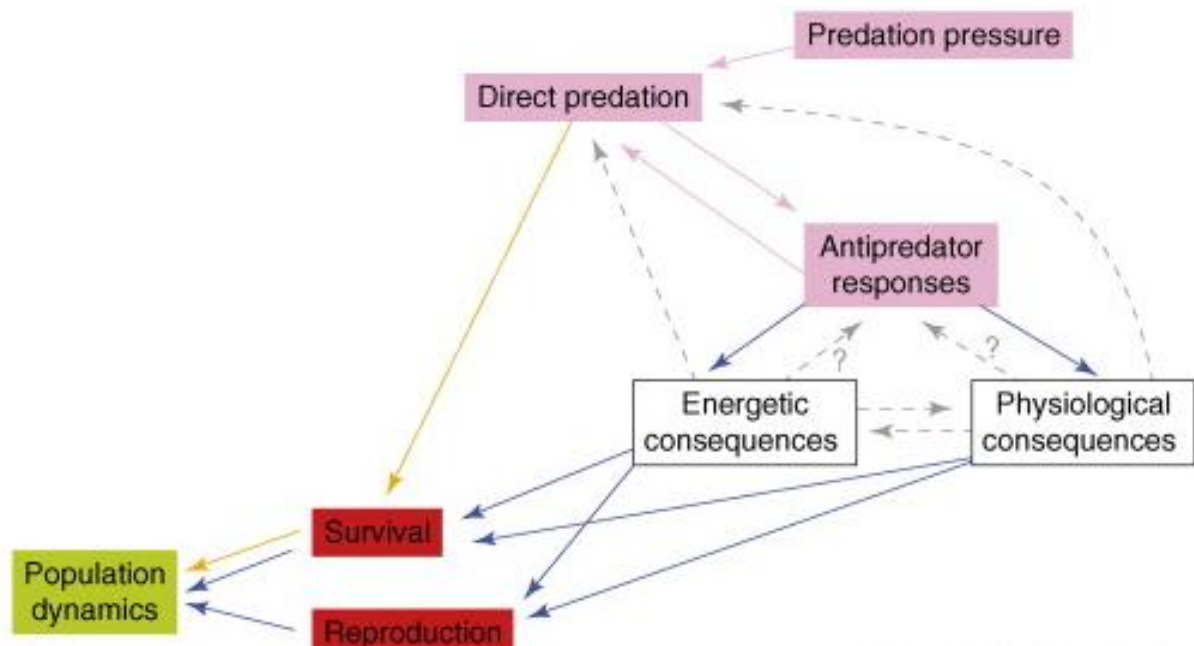 Predation pressure
Direct predation
Antipredator
responses
?
?
Energetic
consequences
Physiological
consequences
Survival
Population
dynamics
Reproduction